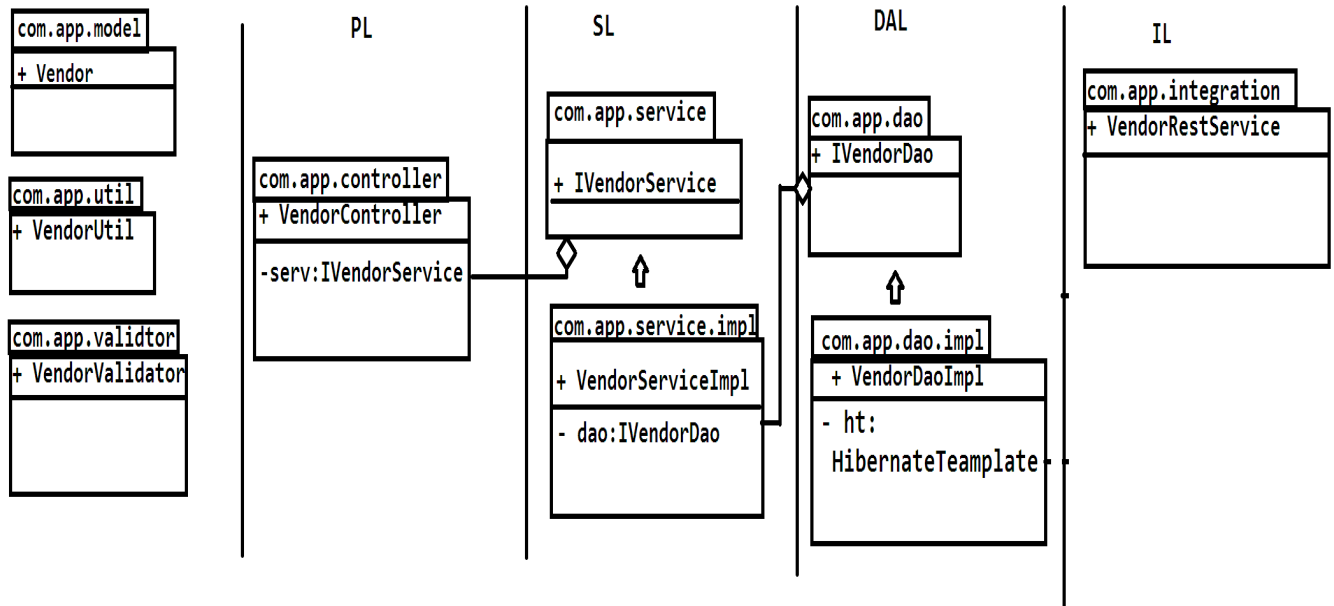 com.app.model
+ Vendor
com.app.util
+ VendorUtil
com.app.validtor
+ VendorValidator
PL
com.app.controller
+ VendorController
-serv:IVendorService
SL
com.app.service
+ IVendorService
com.app.service.impl
+ VendorServiceImpl
- dao:IVendorDao
DAL
com.app.dao
+ IVendorDao
com.app.dao.impl
+ VendorDaoImpl
- ht:
HibernateTeamplate
IL
com.app.integration
+ VendorRestService